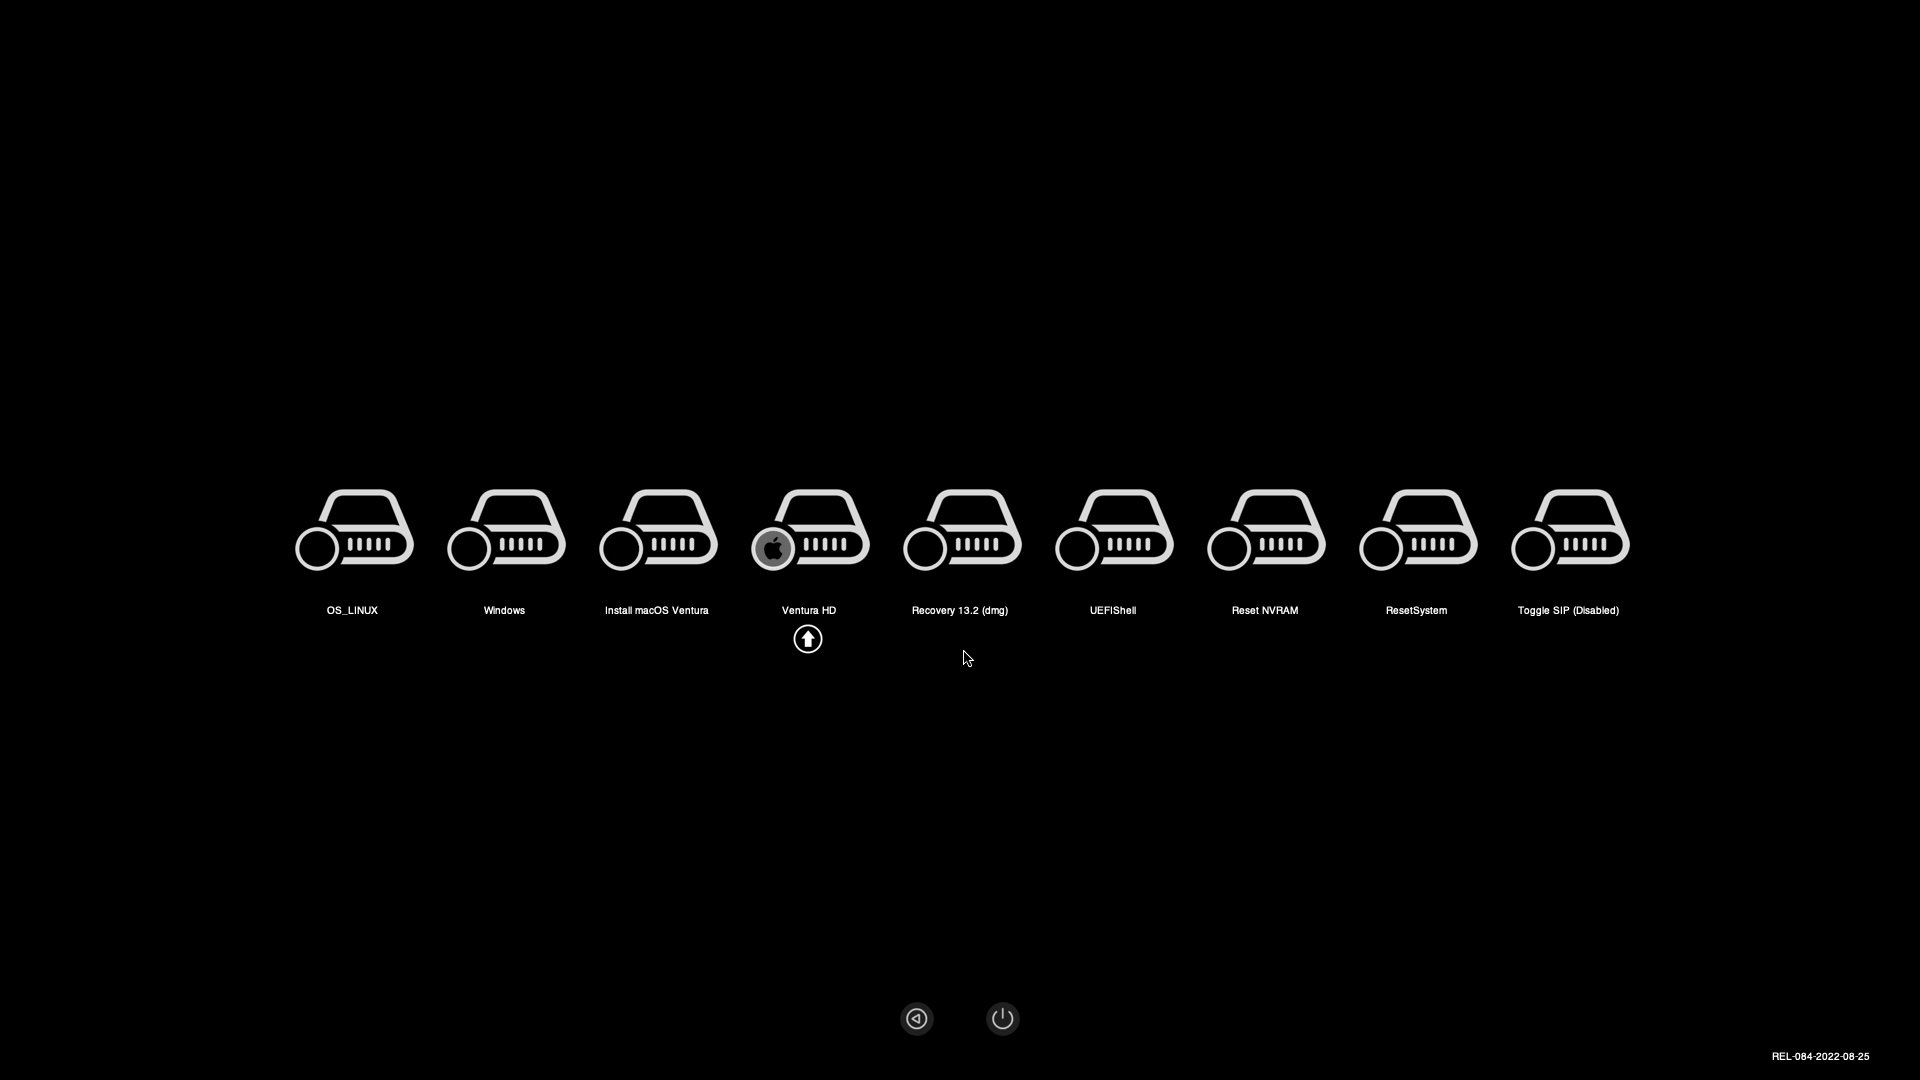 OS_LINUX
Windows
Install macOS Ventura
Ventura HD
Recovery 13.2 (dmg)
UEFIShell
Reset NVRAM
ResetSystem
Toggle SIP (Disabled)
REL-084-2022-08-25